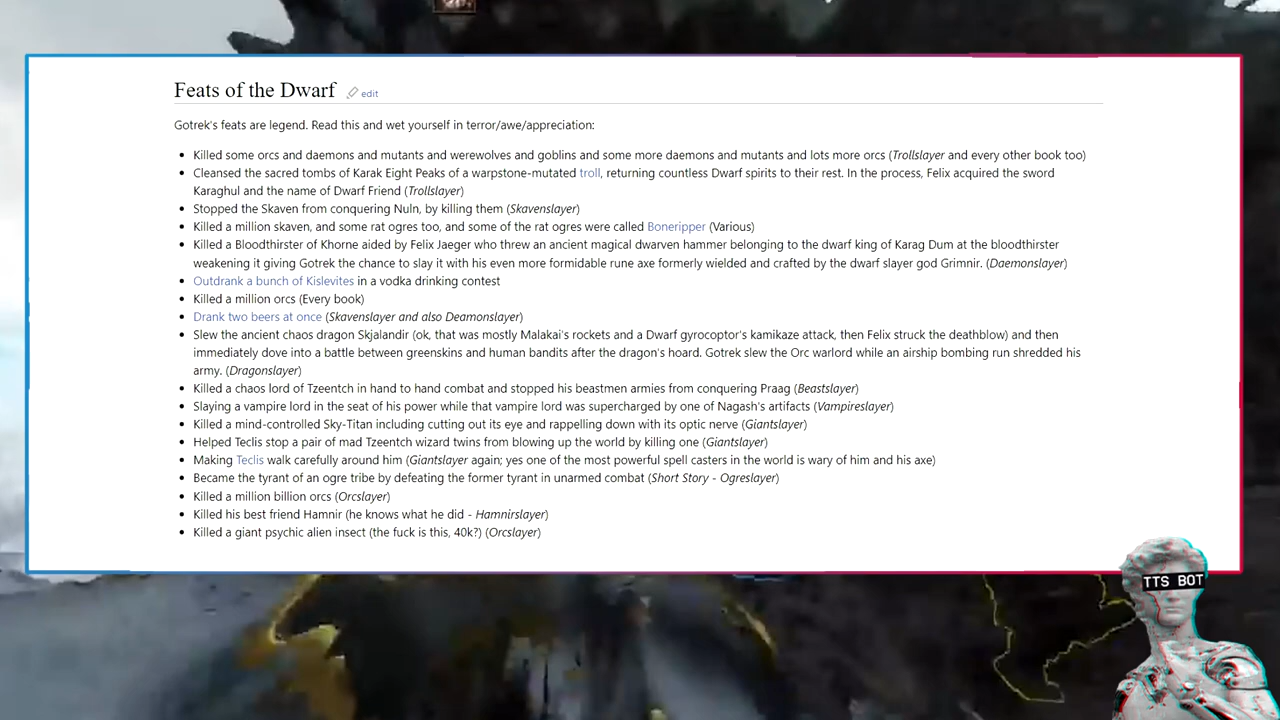 Feats of the Dwarf edit
Gotrek's feats are legend. Read this and wet yourself in terror/awe/appreciation:
Killed some orcs and daemons and mutants and werewolves and goblins and some more daemons and mutants and lots more orcs (Trollslayer and every other book too)
Cleansed the sacred tombs of Karak Eight Peaks of a warpstone-mutated troll, returning countless Dwarf spirits to their rest. In the process, Felix acquired the sword
Karaghul and the name of Dwarf Friend (Trollslayer)
Stopped the Skaven from conquering Nuln, by killing them (Skavenslayer)
Killed a million skaven, and some rat ogres too, and some of the rat ogres were called Boneripper (Various)
Killed a Bloodthirster of Khorne aided by Felix Jaeger who threw an ancient magical dwarven hammer belonging to the dwarf king of Karag Dum at the bloodthirster
weakening it giving Gotrek the chance to slay it with his even more formidable rune axe formerly wielded and crafted by the dwarf slayer god Grimnir. (Daemonslayer)
Outdrank a bunch of Kislevites in a vodka drinking contest
Killed a million orcs (Every book)
Drank two beers at once (Skavenslayer and also Deamonslayer)
Slew the ancient chaos dragon Skjalandir (ok, that was mostly Malakai's rockets and a Dwarf gyrocoptor's kamikaze attack, then Felix struck the deathblow) and then
immediately dove into a battle between greenskins and human bandits after the dragon's hoard. Gotrek slew the Orc warlord while an airship bombing run shredded his
army. (Dragonslayer)
Killed a chaos lord of Tzeentch in hand to hand combat and stopped his beastmen armies from conquering Praag (Beastslayer)
Slaying a vampire lord in the seat of his power while that vampire lord was supercharged by one of Nagash's artifacts (Vampireslayer)
Killed a mind-controlled Sky-Titan including cutting out its eye and rappelling down with its optic nerve (Giantslayer)
Helped Teclis stop a pair of mad Tzeentch wizard twins from blowing up the world by killing one (Giantslayer)
Making Teclis walk carefully around him (Giantslayer again; yes one of the most powerful spell casters in the world is wary of him and his axe)
Became the tyrant of an ogre tribe by defeating the former tyrant in unarmed combat (Short Story - Ogreslayer)
Killed a million billion orcs (Orcslayer)
Killed his best friend Hamnir (he knows what he did - Hamnirslayer)
Killed a giant psychic alien insect (the fuck is this, 40k?) (Orcslayer)
TTS BOT